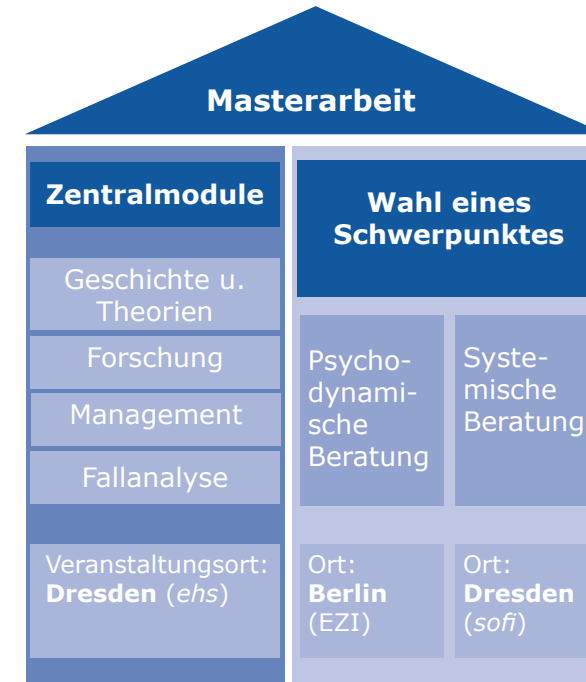 Masterarbeit
Zentralmodule
Geschichte u.
Theorien
Forschung
Management
Fallanalyse
Veranstaltungsort:
Dresden (ehs)
Wahl eines
Schwerpunktes
Psycho-
dynami-
sche
Beratung
Syste-
mische
Beratung
Ort:
Berlin
(EZI)
Ort:
Dresden
(sofi)